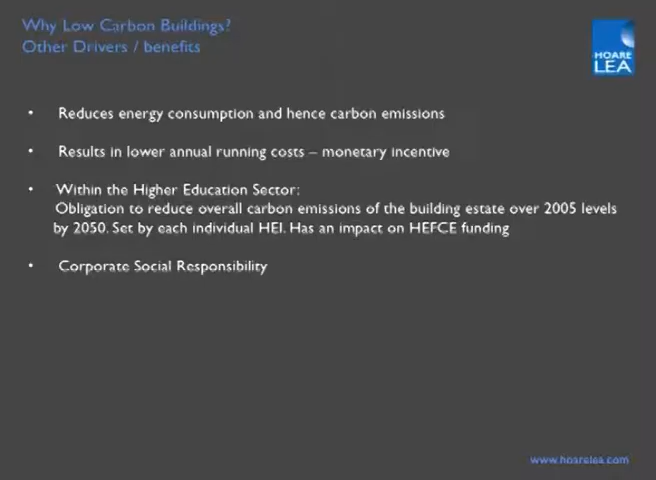 Why Low Carbon Buildings?
Other Drivers / benefits
HOARE
LEA
• Reduces energy consumption and hence carbon emissions
• Results in lower annual running costs – monetary incentive
• Within the Higher Education Sector:
Obligation to reduce overall carbon emissions of the building estate over 2005 levels
by 2050. Set by each individual HEI. Has an impact on HEFCE funding
• Corporate Social Responsibility
www.hoarelea.com